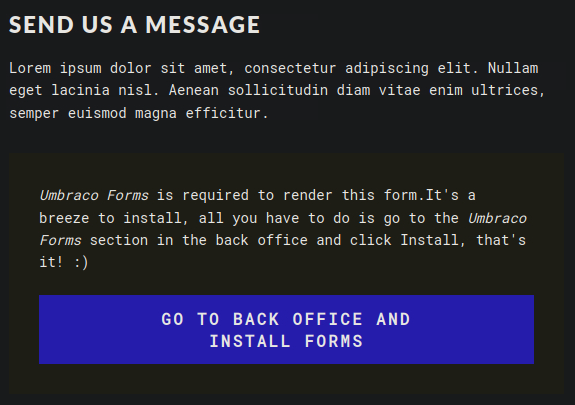 SEND US A MESSAGE
Lorem ipsum dolor sit amet, consectetur adipiscing elit. Nullam
eget lacinia nisl. Aenean sollicitudin diam vitae enim ultrices,
semper euismod magna efficitur.
Umbraco Forms is required to render this form.It's a
breeze to install, all you have to do is go to the Umbraco
Forms section in the back office and click Install, that's
it! :)
GO TO BACK OFFICE AND
INSTALL FORMS